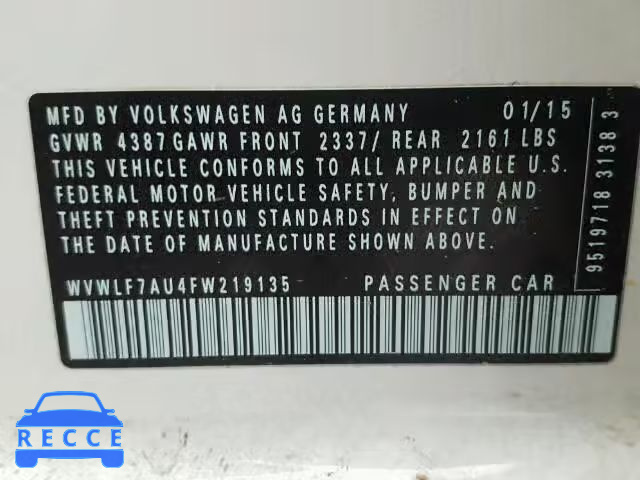 MFD BY VOLKSWAGEN AG GERMANY 01/15
GVWR 4387 GAWR FRONT 2337/ REAR 2161 LBS
THIS VEHICLE CONFORMS TO ALL APPLICABLE U.S.
FEDERAL MOTOR VEHICLE SAFETY, BUMPER AND
THEFT PREVENTION STANDARDS IN EFFECT ON
THE DATE OF MANUFACTURE SHOWN ABOVE.
WVWLF7AU4FW219135 PASSENGER CAR
9519718 3138 3
RECCE